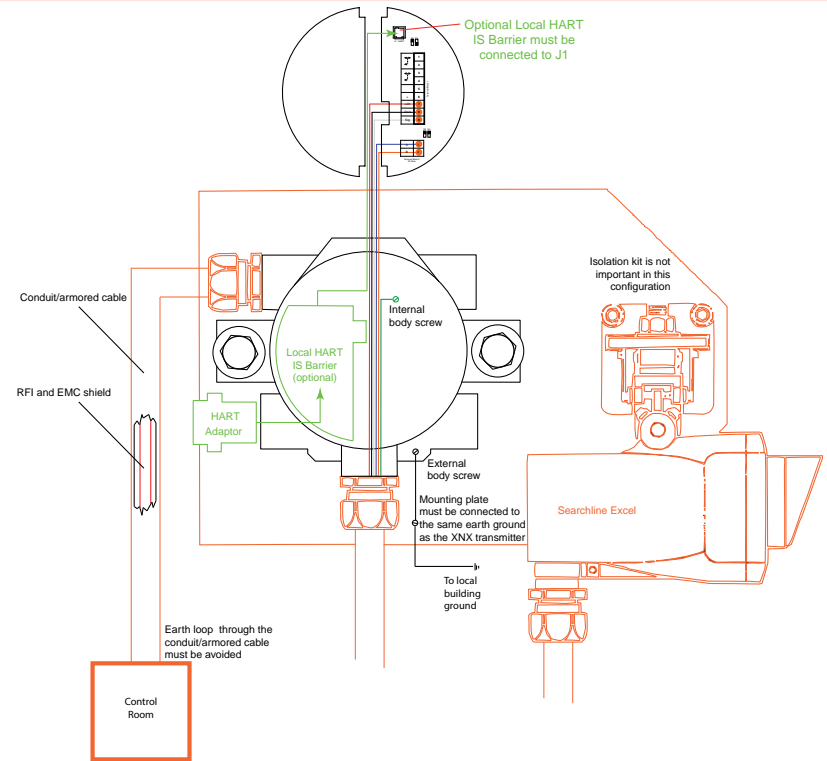 Optional Local HART
IS Barrier must be
connected to J1
Isolation kit is not
important in this
configuration
Conduit/armored cable
Internal
body screw
Local HART
IS Barrier
(optional)
RFI and EMC shield
HART
Adaptor
External
body screw
Mounting plate
must be connected to
the same earth ground
as the XNX transmitter
Searchline Excel
To local
building
ground
Earth loop through the
conduit/armored cable
must be avoided
Control
Room